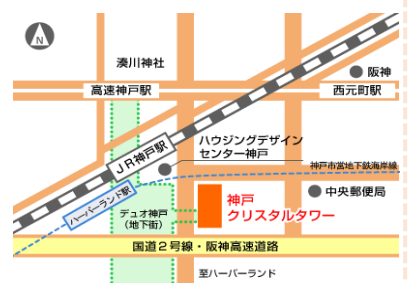 N
湊川神社
阪神
高速神戸駅
西元町駅
ハウジングデザイン
センター神戸
JR神戸駅
神戸市営地下鉄海岸線
ハーバーランド駅
中央郵便局
デュオ神戸
(地下街)
神戸
クリスタルタワー
国道2号線・阪神高速道路
至ハーバーランド